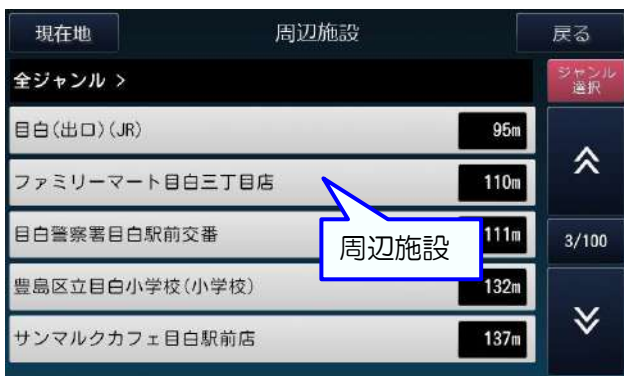 現在地
周辺施設
戻る
全ジャンル >
ジャンル
選択
目白(出口)(JR)
95m
ファミリーマート目白三丁目店
110m
目白警察署目白駅前交番
111m
周辺施設
3/100
豊島区立目白小学校(小学校)
132m
サンマルクカフェ目白駅前店
137m